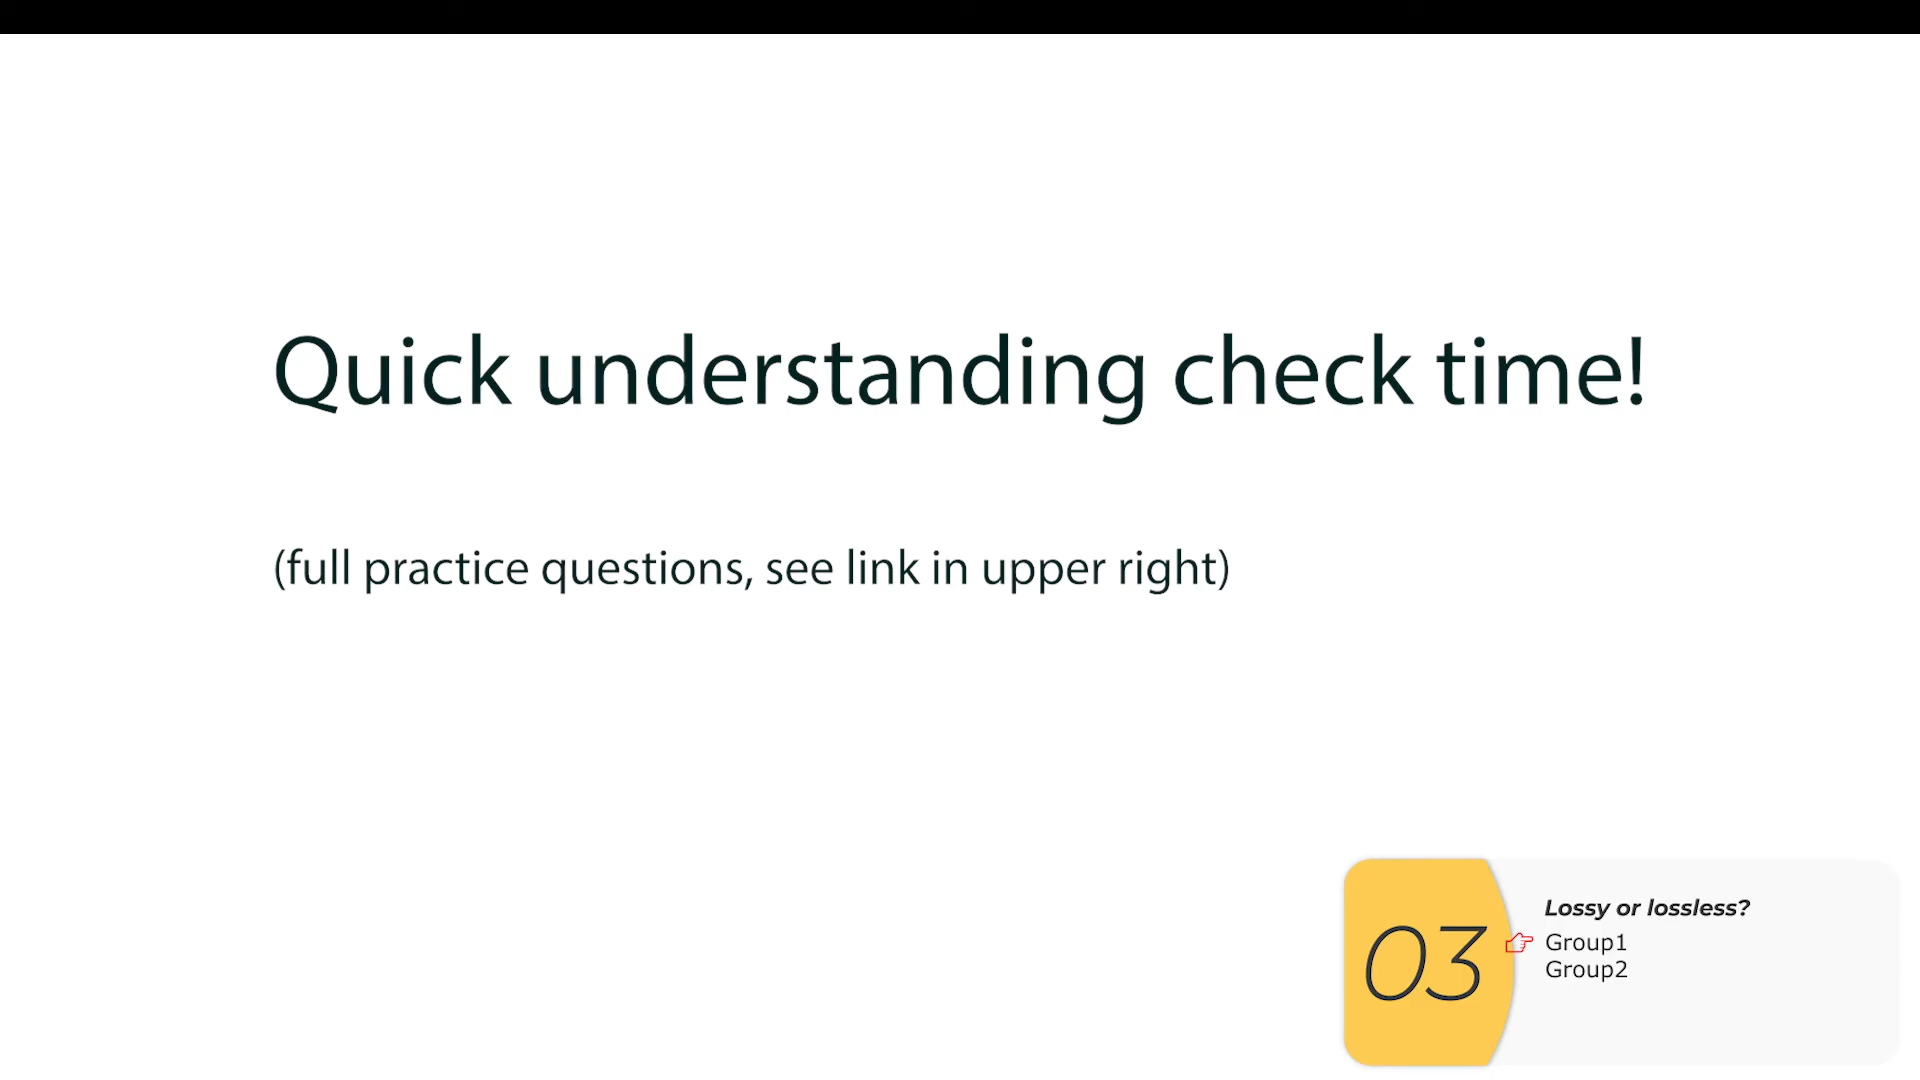 Quick understanding check time!
(full practice questions, see link in upper right)
03
Lossy or lossless?
Group1
Group2